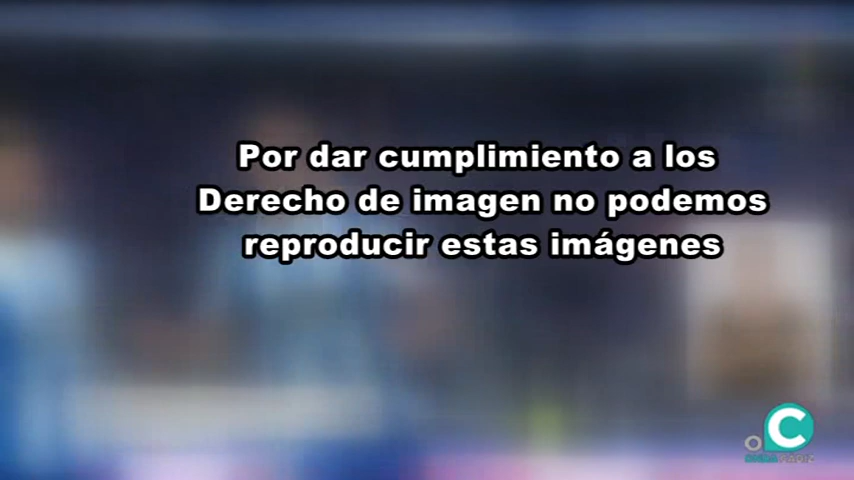 Por dar cumplimiento a los
Derecho de imagen no podemos
reproducir estas imágenes
C